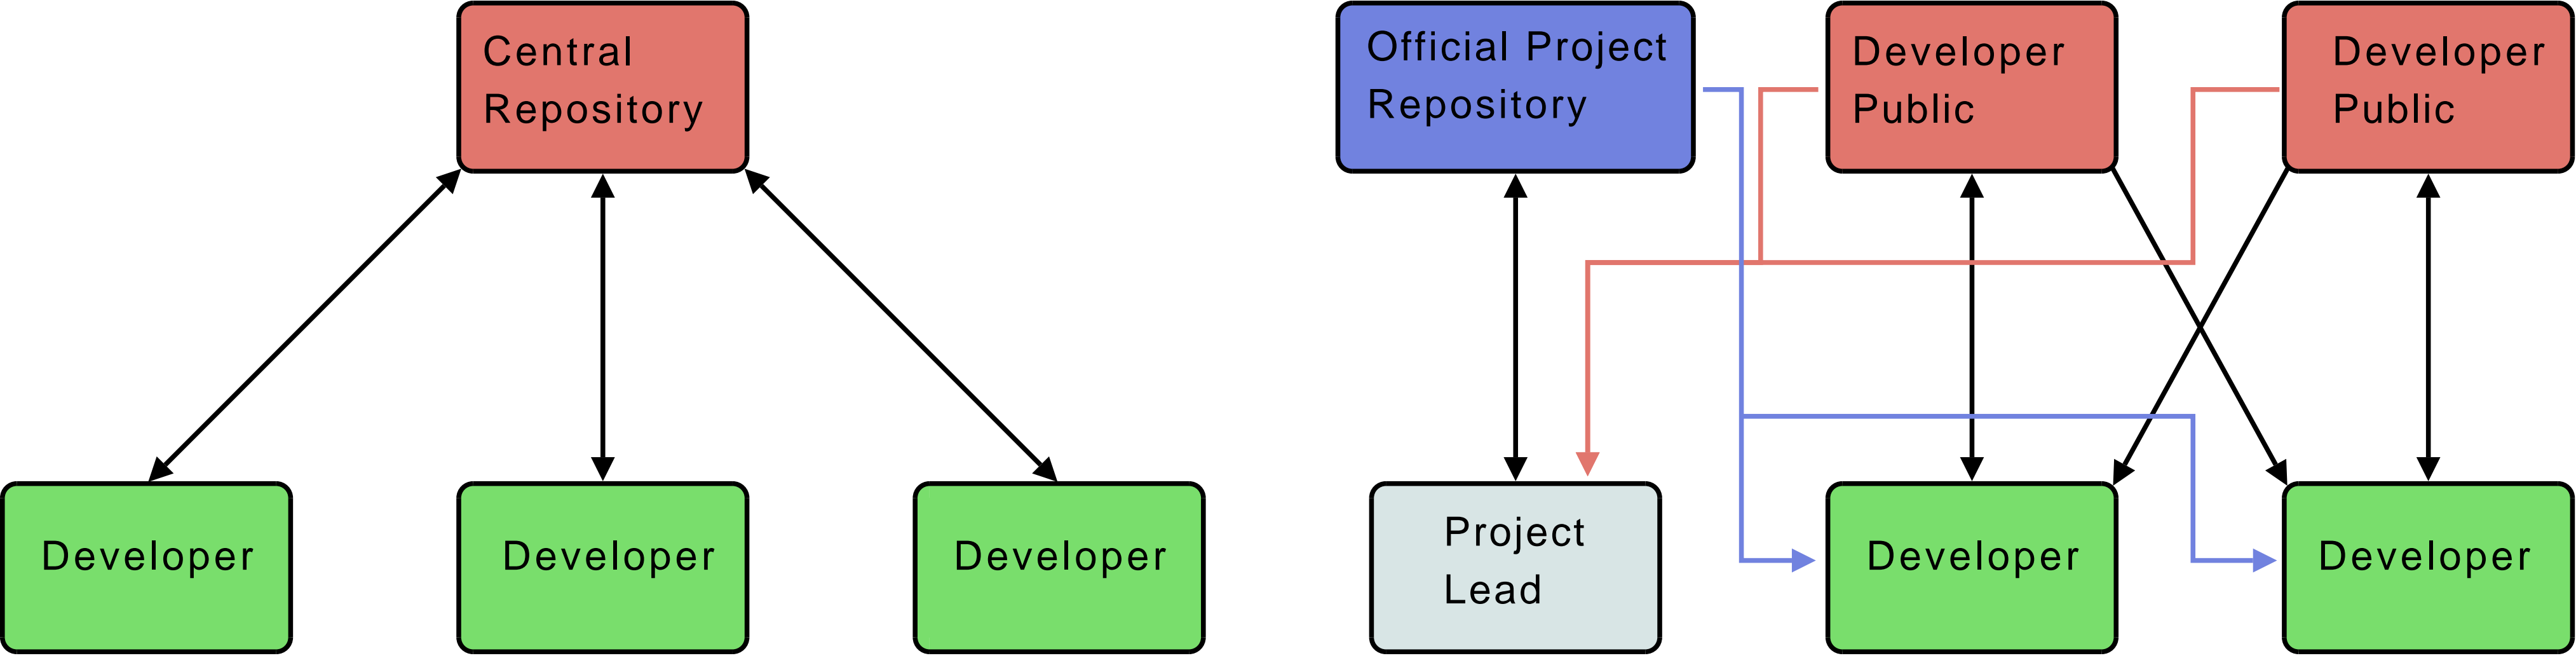 Central
Repository
Official Project
Repository
Developer
Public
Developer
Public
Developer
Developer
Developer
Project
Lead
Developer
Developer